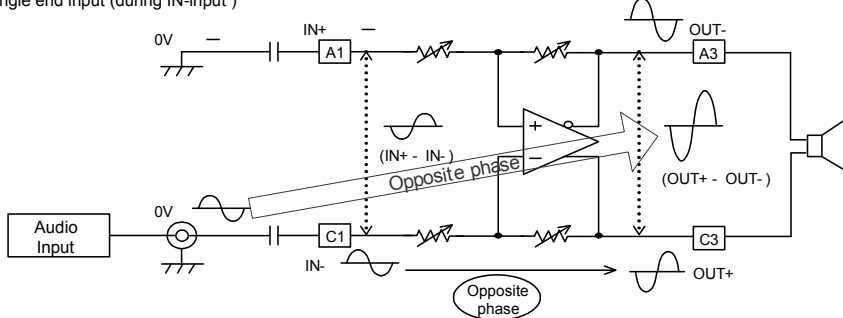 ngle end input (during IN-input )
0V
—
IN+
—
OUT-
A1
A3
+
−
(IN+ - IN- )
(OUT+ - OUT- )
Opposite phase
0V
Audio
Input
C1
C3
IN-
OUT+
Opposite
phase